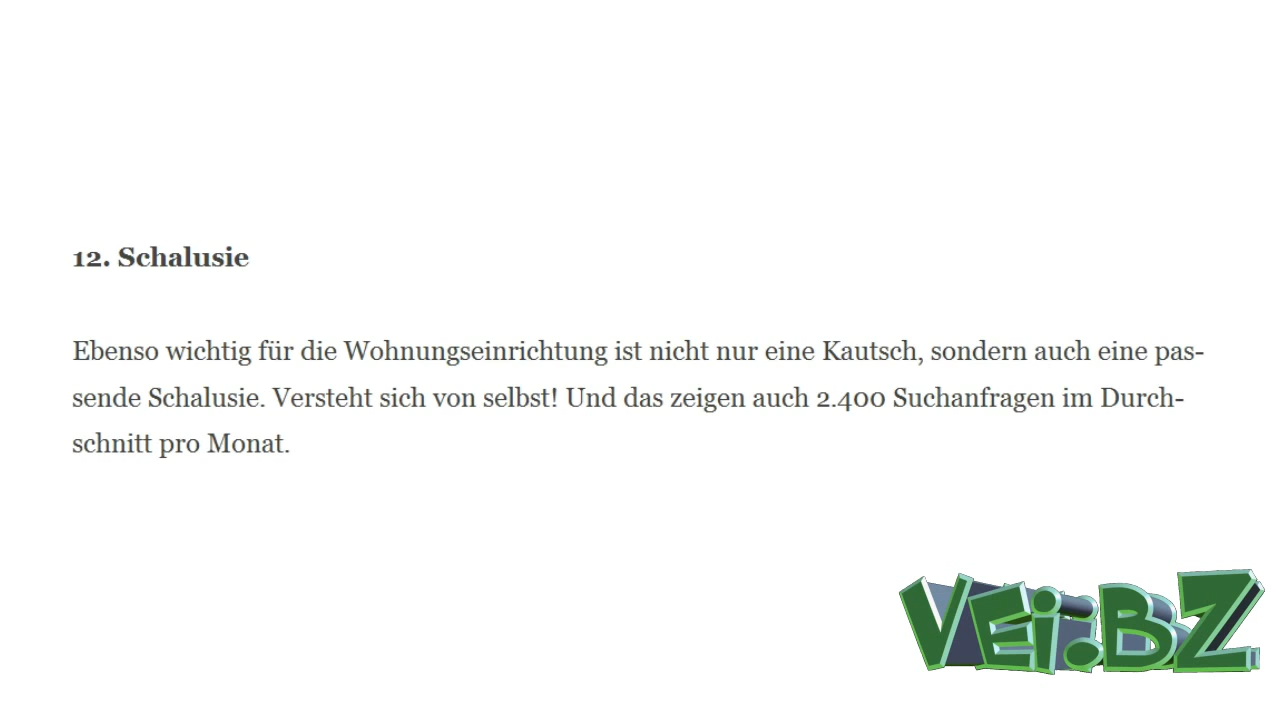 12. Schalusie
Ebenso wichtig für die Wohnungseinrichtung ist nicht nur eine Kautsch, sondern auch eine pas-
sende Schalusie. Versteht sich von selbst! Und das zeigen auch 2.400 Suchanfragen im Durch-
schnitt pro Monat.
VEi.BZ